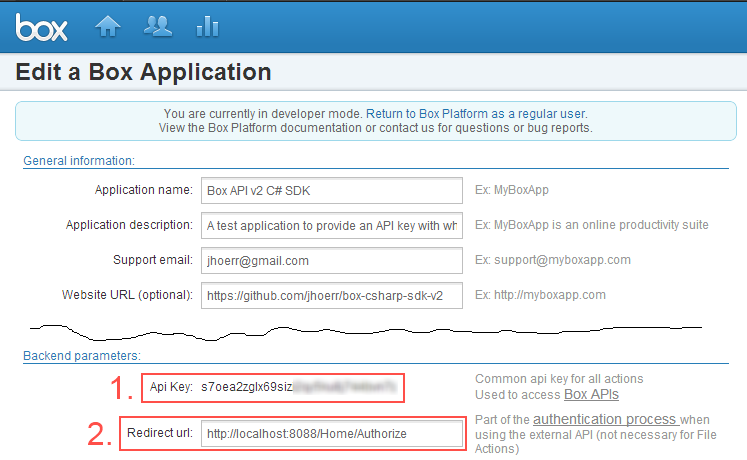 box
Edit a Box Application
You are currently in developer mode. Return to Box Platform as a regular user.
View the Box Platform documentation or contact us for questions or bug reports.
General information:
Application name: Box API v2 C# SDK Ex: MyBoxApp
Application description: A test application to provide an API key with wh Ex: MyBoxApp is an online productivity suite
Support email: jhoerr@gmail.com Ex: support@myboxapp.com
Website URL (optional): https://github.com/jhoerr/box-csharp-sdk-v2 Ex: http://myboxapp.com
Backend parameters:
1. Api Key: s7oea2zglx69siz Common api key for all actions
Used to access Box APIs
2. Redirect url: http://localhost:8088/Home/Authorize Part of the authentication process when
using the external API (not necessary for File
Actions)